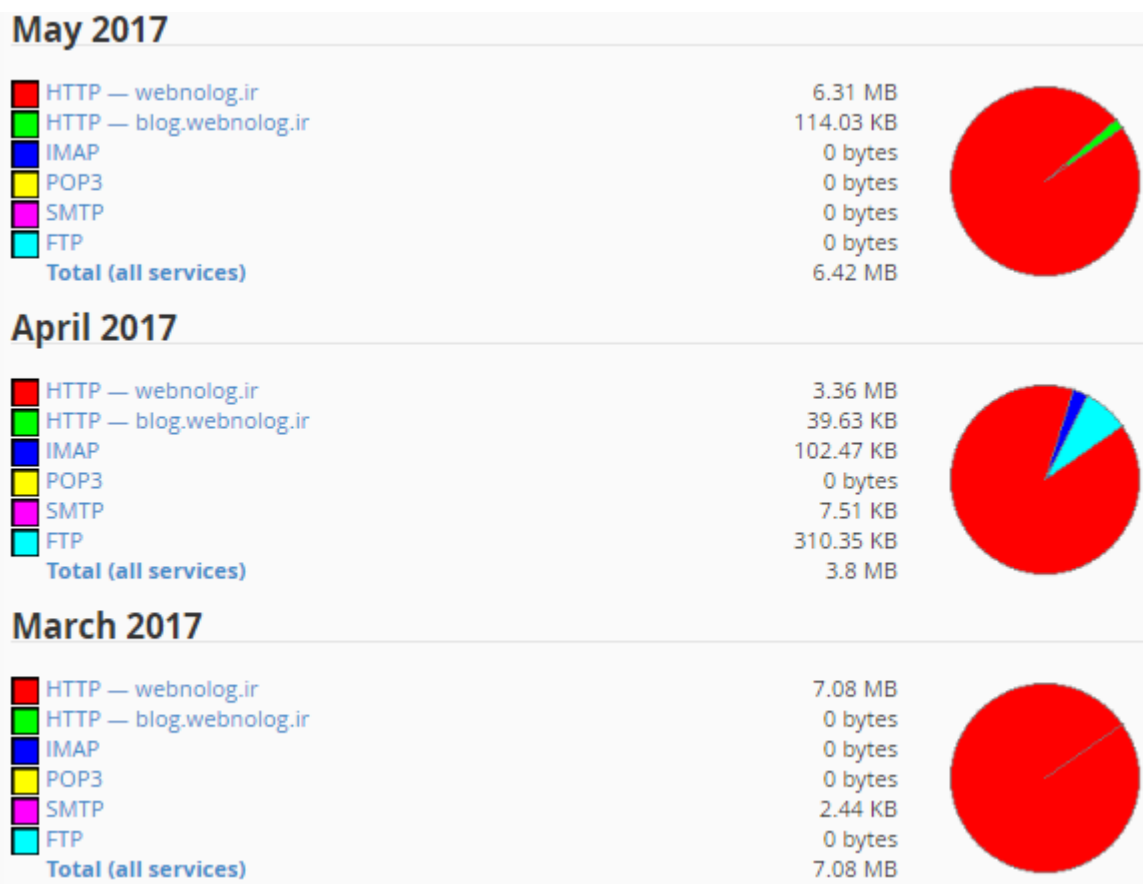 May 2017
HTTP — webnolog.ir 6.31 MB
HTTP — blog.webnolog.ir 114.03 KB
IMAP 0 bytes
POP3 0 bytes
SMTP 0 bytes
FTP 0 bytes
Total (all services) 6.42 MB
April 2017
HTTP — webnolog.ir 3.36 MB
HTTP — blog.webnolog.ir 39.63 KB
IMAP 102.47 KB
POP3 0 bytes
SMTP 7.51 KB
FTP 310.35 KB
Total (all services) 3.8 MB
March 2017
HTTP — webnolog.ir 7.08 MB
HTTP — blog.webnolog.ir 0 bytes
IMAP 0 bytes
POP3 0 bytes
SMTP 2.44 KB
FTP 0 bytes
Total (all services) 7.08 MB